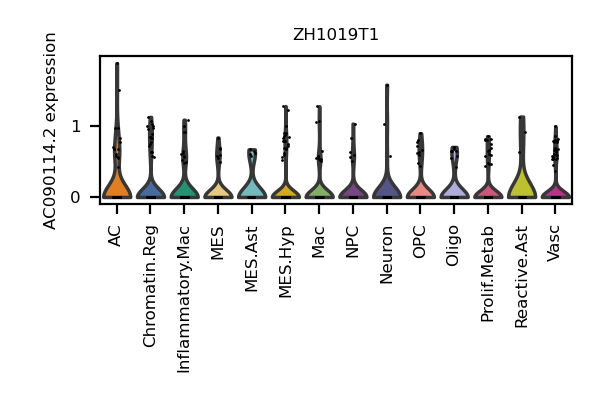 ZH1019T1
AC090114.2 expression
1
0
AC
Chromatin.Reg
Inflammatory.Mac
MES
MES.Ast
MES.Hyp
Mac
NPC
Neuron
OPC
Oligo
Prolif.Metab
Reactive.Ast
Vasc